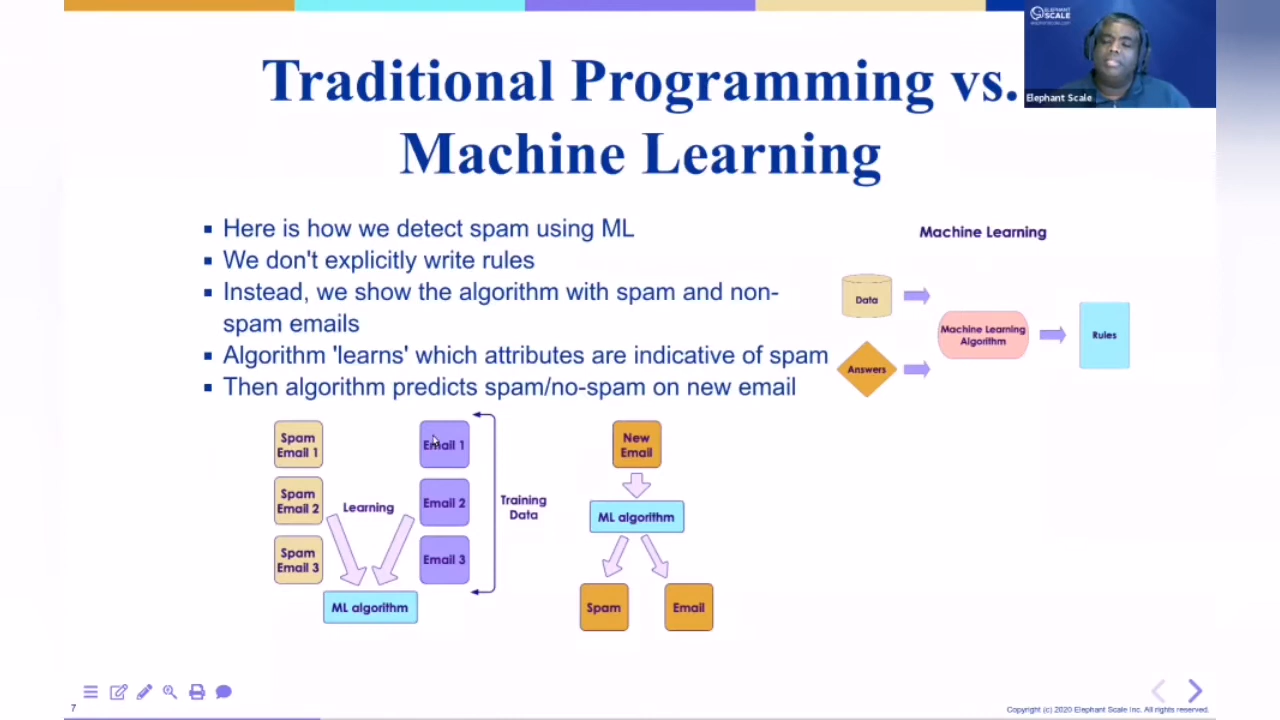 Traditional Programming vs.
Machine Learning
ELEPHANT
SCALE
Elephant Scale
Here is how we detect spam using ML
We don't explicitly write rules
Instead, we show the algorithm with spam and non-
spam emails
Algorithm 'learns' which attributes are indicative of spam
Then algorithm predicts spam/no-spam on new email
Machine Learning
Data
Answers
Machine Learning
Algorithm
Rules
Spam
Email 1
Spam
Email 2
Spam
Email 3
Learning
Email 1
Email 2
Email 3
Training
Data
ML algorithm
New
Email
ML algorithm
Spam
Email
7
Copyright (c) 2020 Elephant Scale Inc. All rights reserved.